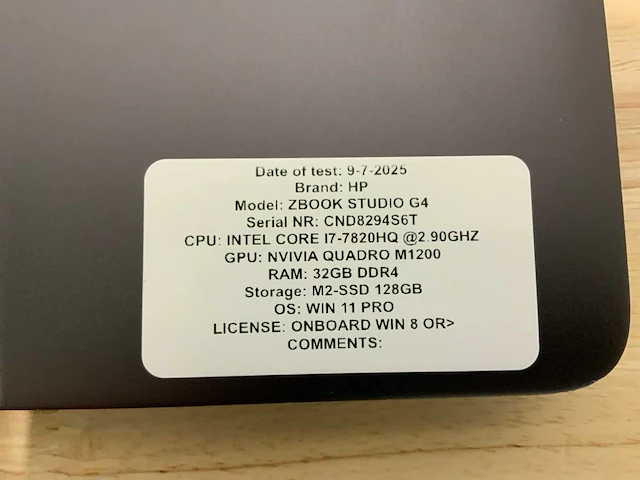 Date of test: 9-7-2025
Brand: HP
Model: ZBOOK STUDIO G4
Serial NR: CND8294S6T
CPU: INTEL CORE I7-7820HQ @2.90GHZ
GPU: NVIVIA QUADRO M1200
RAM: 32GB DDR4
Storage: M2-SSD 128GB
OS: WIN 11 PRO
LICENSE: ONBOARD WIN 8 OR>
COMMENTS: